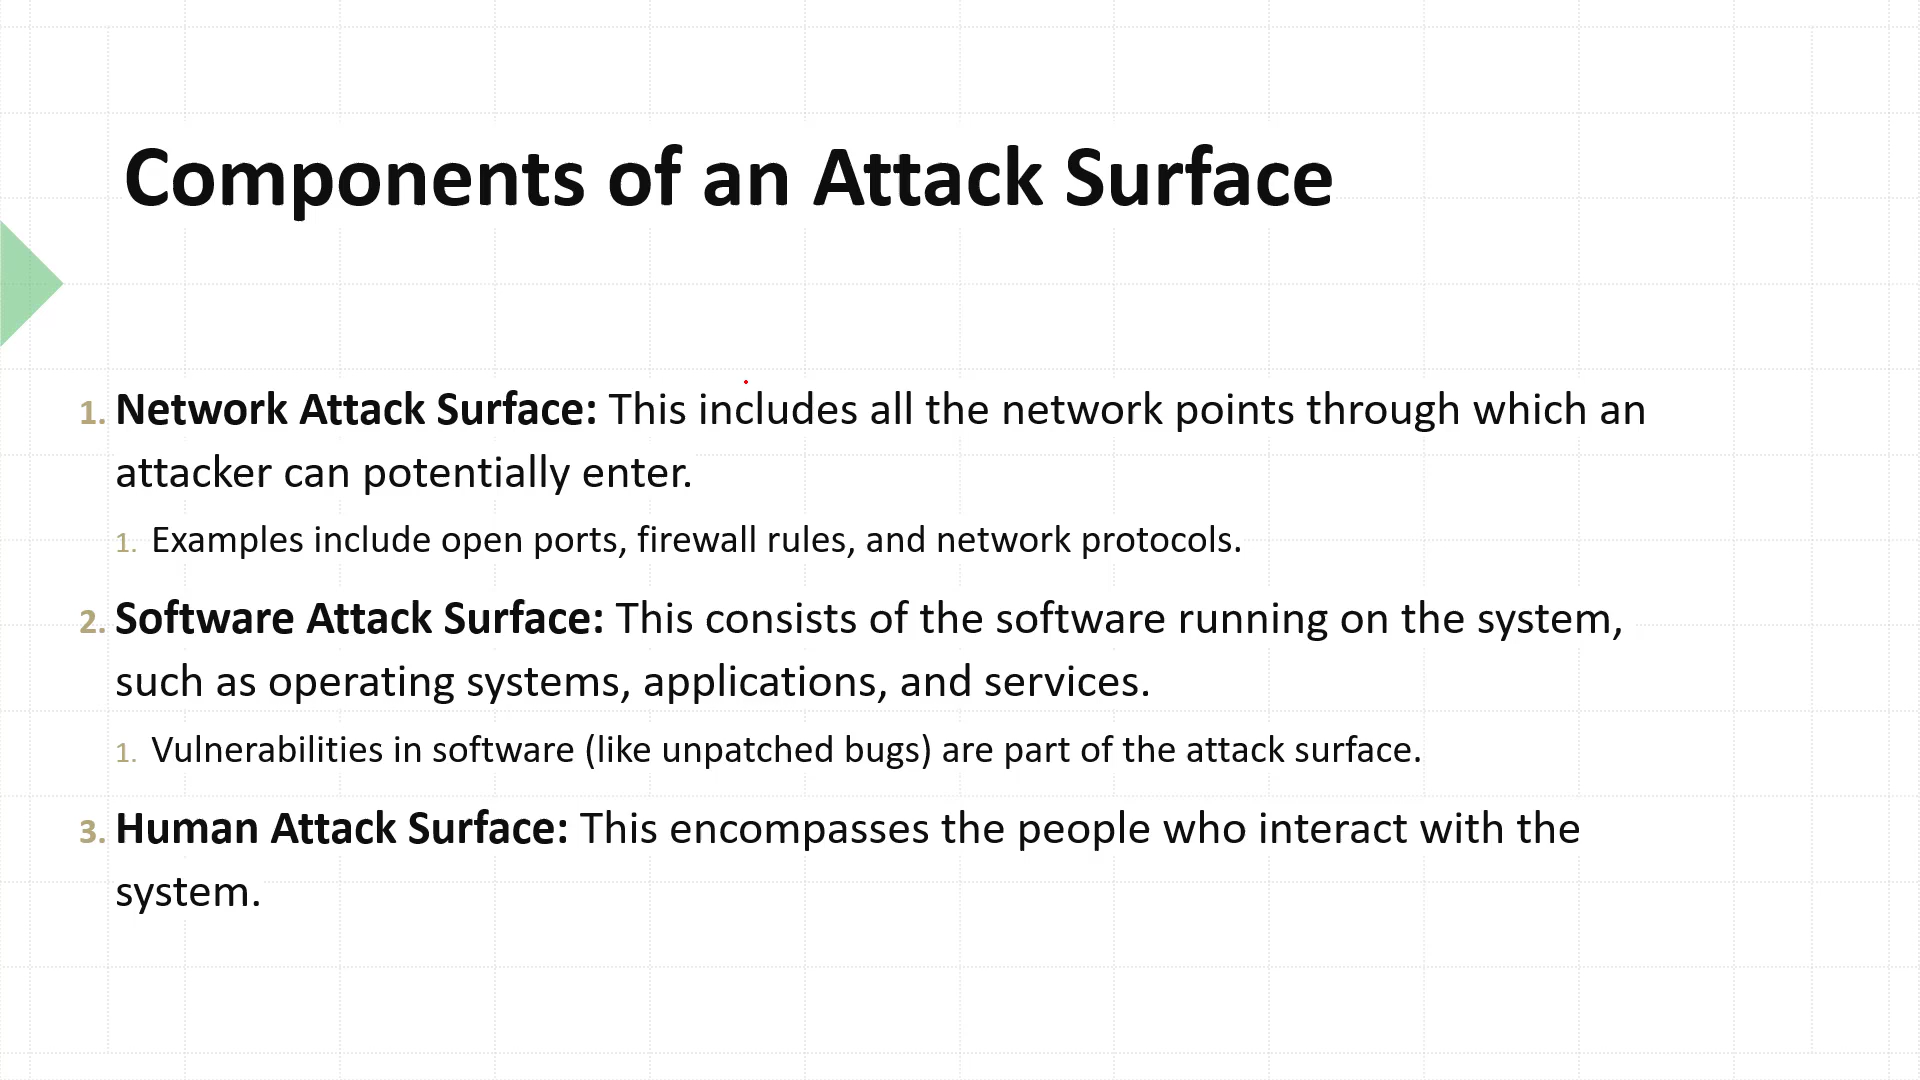 Components of an Attack Surface
1. Network Attack Surface: This includes all the network points through which an
attacker can potentially enter.
1. Examples include open ports, firewall rules, and network protocols.
2. Software Attack Surface: This consists of the software running on the system,
such as operating systems, applications, and services.
1. Vulnerabilities in software (like unpatched bugs) are part of the attack surface.
3. Human Attack Surface: This encompasses the people who interact with the
system.